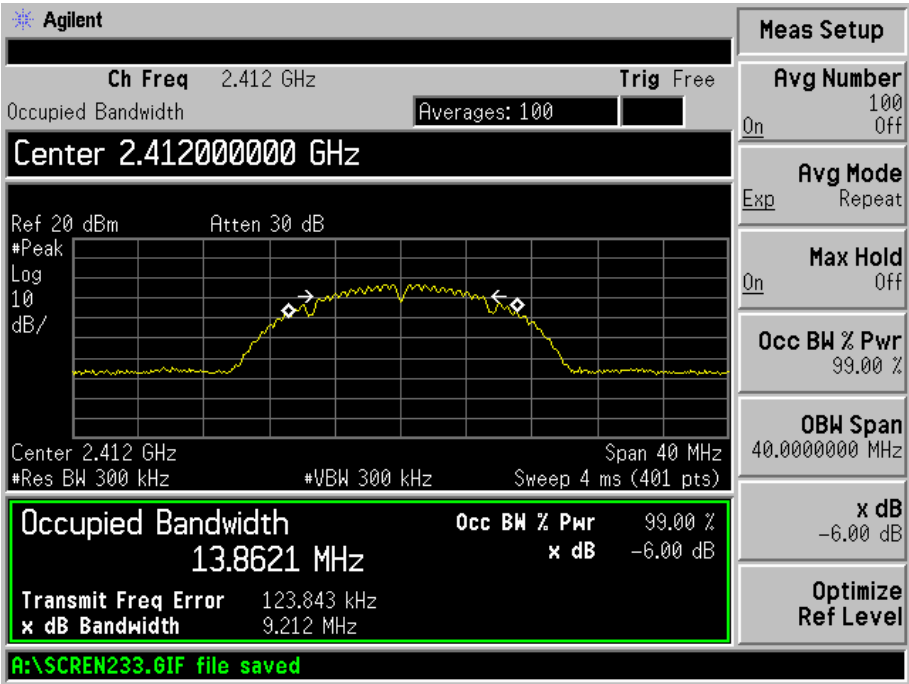 Agilent
Meas Setup
Ch Freq 2.412 GHz Trig Free
Occupied Bandwidth Averages: 100
Center 2.412000000 GHz
Ref 20 dBm Atten 30 dB
#Peak
Log
10
dB/
Center 2.412 GHz Span 40 MHz
#Res BW 300 kHz #VBW 300 kHz Sweep 4 ms (401 pts)
Occupied Bandwidth Occ BW % Pwr 99.00 %
13.8621 MHz x dB -6.00 dB
Transmit Freq Error 123.843 kHz
x dB Bandwidth 9.212 MHz
A:\SCREN233.GIF file saved
Avg Number
100
On Off
Avg Mode
Exp Repeat
Max Hold
On Off
Occ BW % Pwr
99.00 %
OBW Span
40.0000000 MHz
x dB
-6.00 dB
Optimize
Ref Level